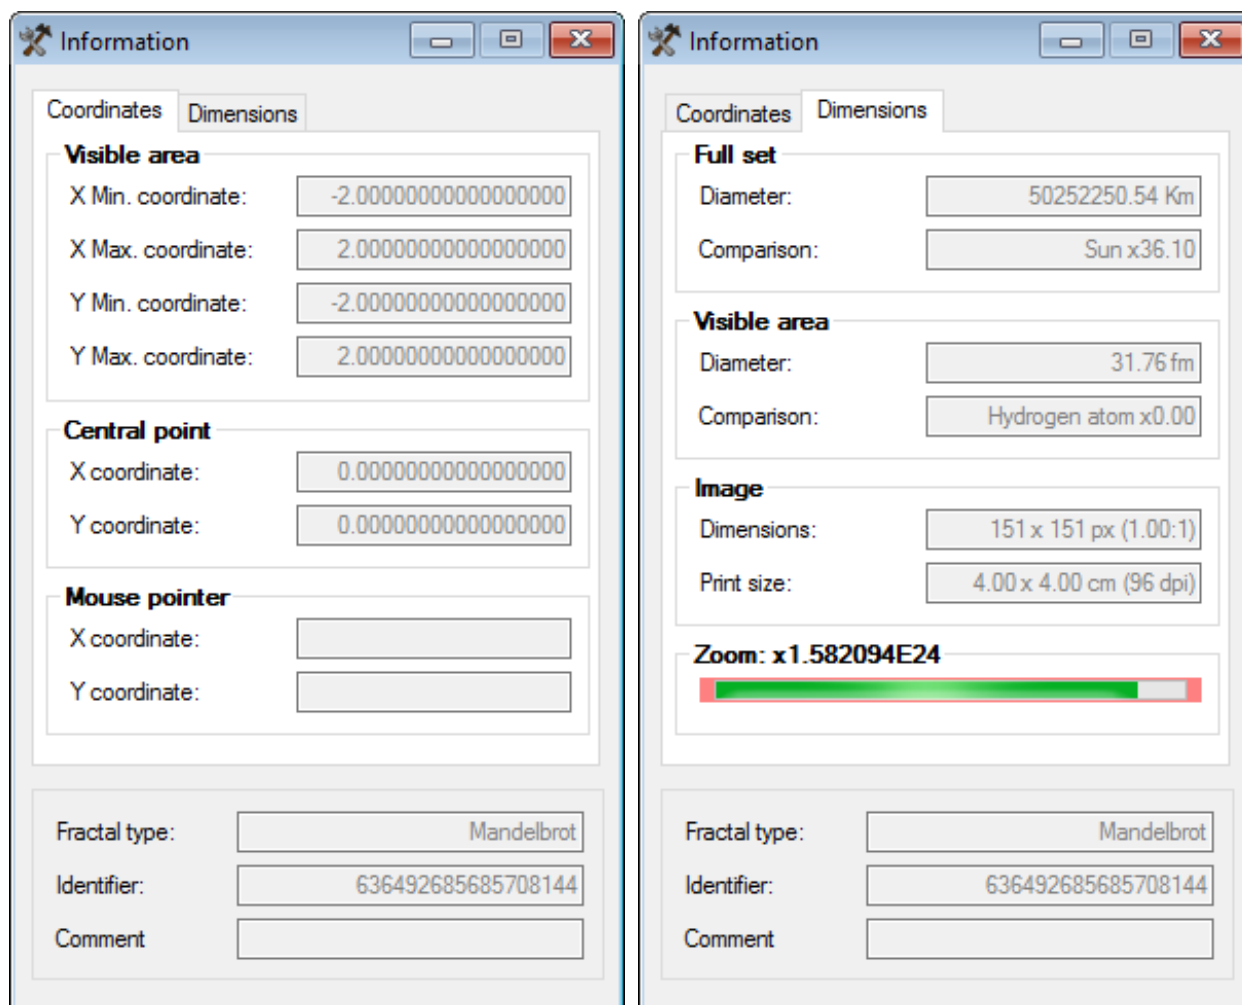 Information
Coordinates Dimensions
Visible area
X Min. coordinate: -2.00000000000000000
X Max. coordinate: 2.00000000000000000
Y Min. coordinate: -2.00000000000000000
Y Max. coordinate: 2.00000000000000000
Central point
X coordinate: 0.00000000000000000
Y coordinate: 0.00000000000000000
Mouse pointer
X coordinate:
Y coordinate:
Fractal type: Mandelbrot
Identifier: 636492685685708144
Comment
Information
Coordinates Dimensions
Full set
Diameter: 50252250.54 Km
Comparison: Sun x36.10
Visible area
Diameter: 31.76 fm
Comparison: Hydrogen atom x0.00
Image
Dimensions: 151 x 151 px (1.00:1)
Print size: 4.00 x 4.00 cm (96 dpi)
Zoom: x1.582094E24
Fractal type: Mandelbrot
Identifier: 636492685685708144
Comment